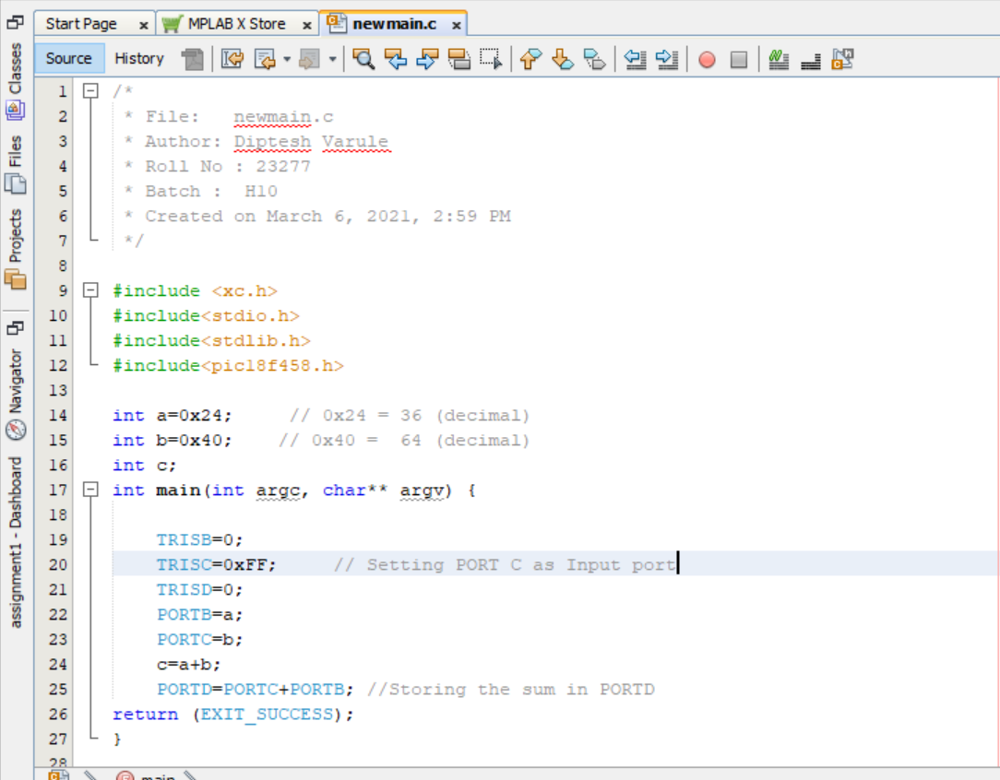 Start Page x MPLAB X Store x newmain.c x
Source History
Classes
Files
Projects
Navigator
assignment1 - Dashboard
1 /*
2 * File:   newmain.c
3 * Author: Diptesh Varule
4 * Roll No : 23277
5 * Batch :  H10
6 * Created on March 6, 2021, 2:59 PM
7 */
8
9 #include <xc.h>
10 #include<stdio.h>
11 #include<stdlib.h>
12 #include<pic18f458.h>
13
14 int a=0x24;      // 0x24 = 36 (decimal)
15 int b=0x40;     // 0x40 =  64 (decimal)
16 int c;
17 int main(int argc, char** argv) {
18
19     TRISB=0;
20     TRISC=0xFF;      // Setting PORT C as Input port
21     TRISD=0;
22     PORTB=a;
23     PORTC=b;
24     c=a+b;
25     PORTD=PORTC+PORTB; //Storing the sum in PORTD
26 return (EXIT_SUCCESS);
27 }
28
main